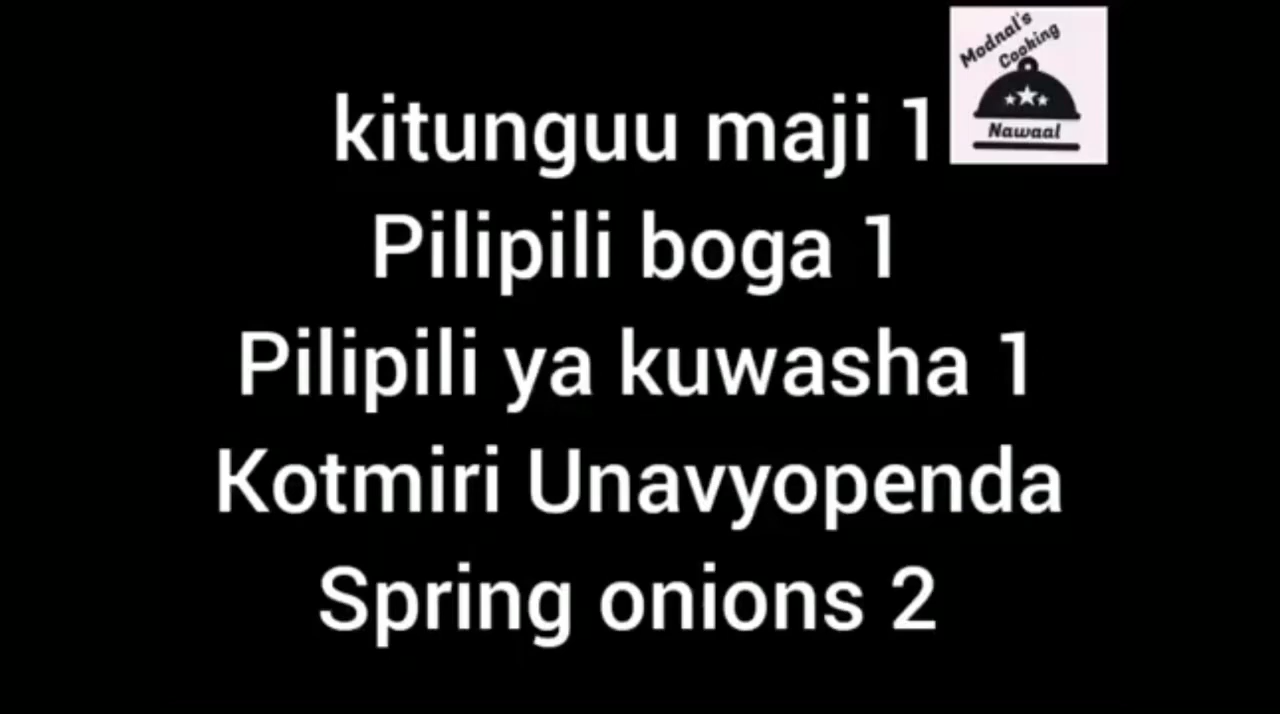 Modnal's
Cooking
Nawaal
kitunguu maji 1
Pilipili boga 1
Pilipili ya kuwasha 1
Kotmiri Unavyopenda
Spring onions 2